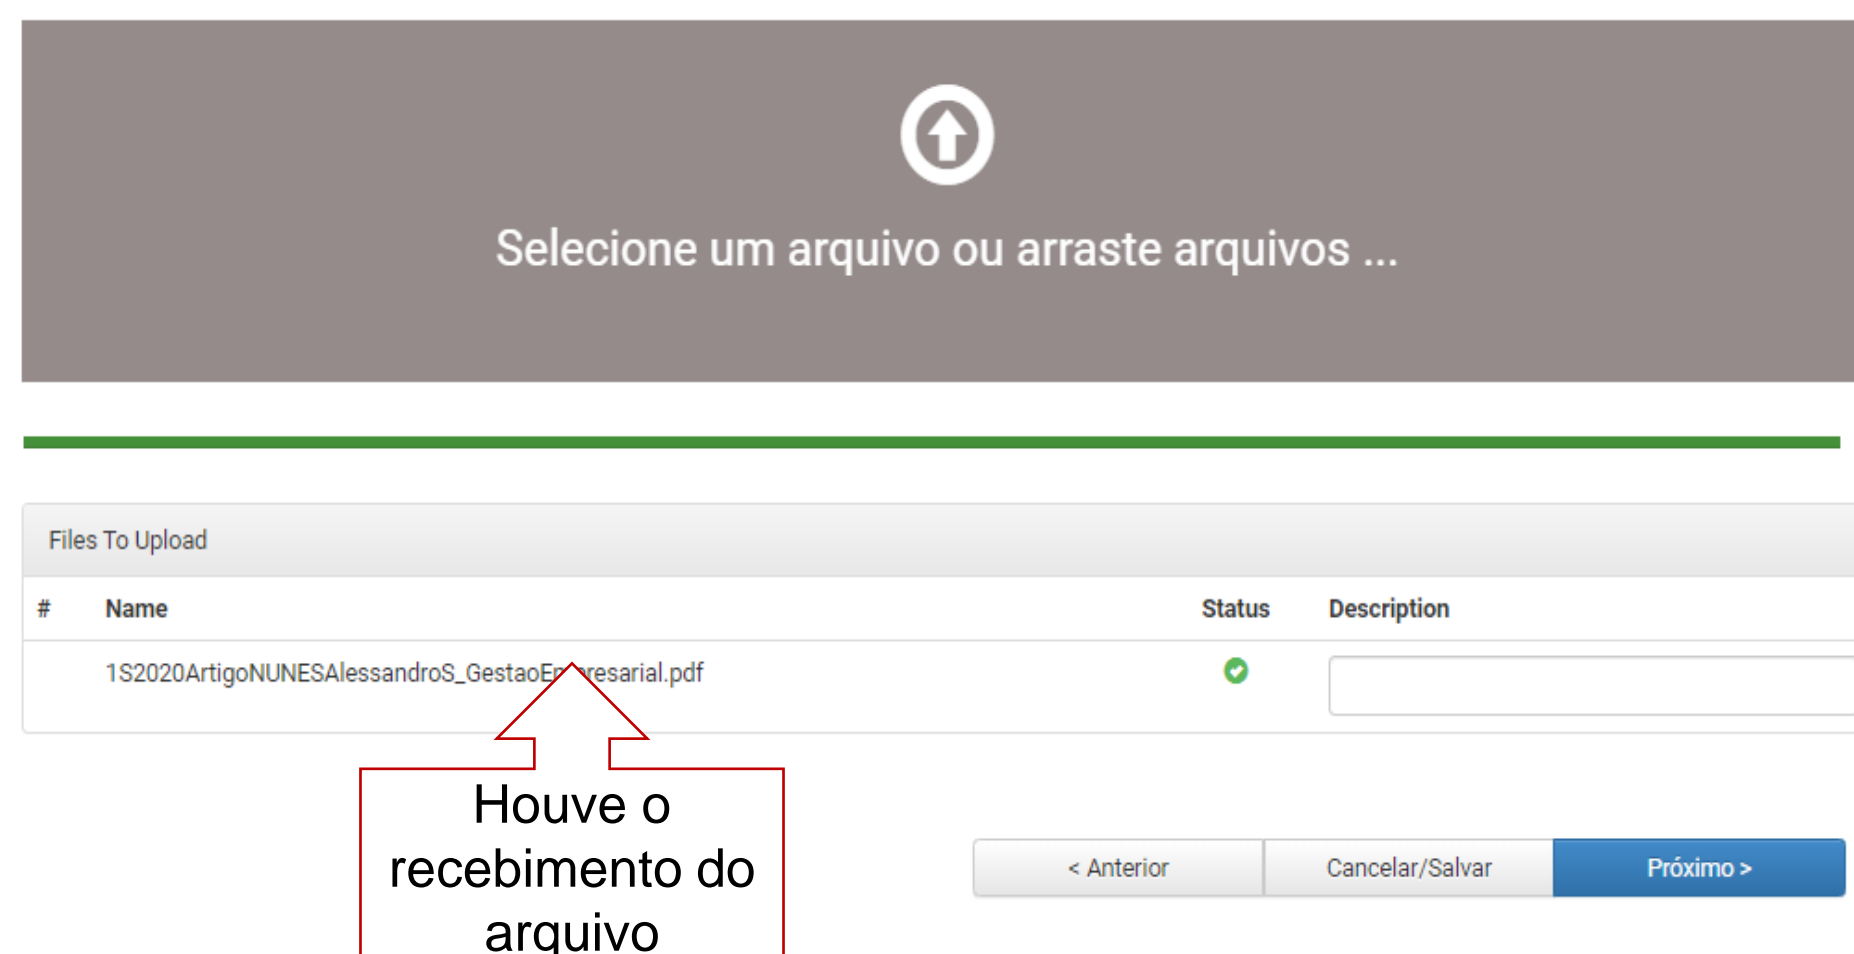 Selecione um arquivo ou arraste arquivos ...
Files To Upload
# Name Status Description
1S2020ArtigoNUNESAlessandroS_GestaoEmpresarial.pdf
Houve o
recebimento do
arquivo
< Anterior Cancelar/Salvar Próximo >